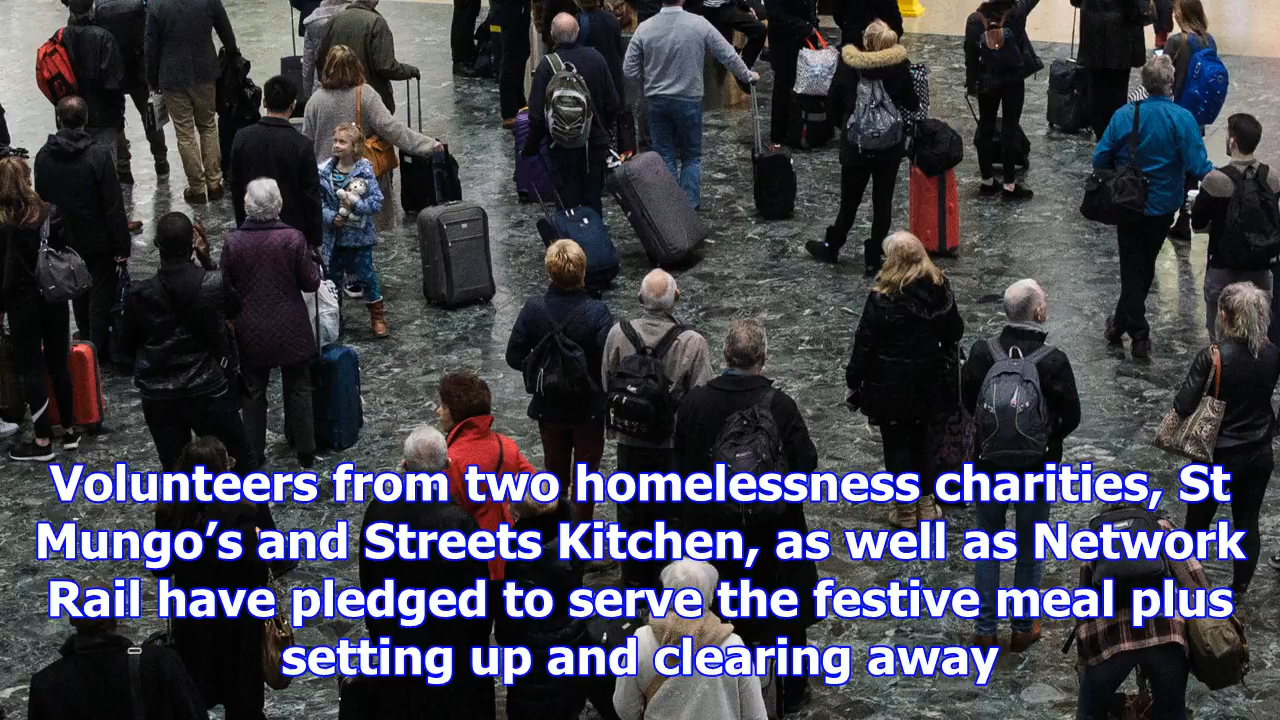 Volunteers from two homelessness charities, St
Mungo’s and Streets Kitchen, as well as Network
Rail have pledged to serve the festive meal plus
setting up and clearing away